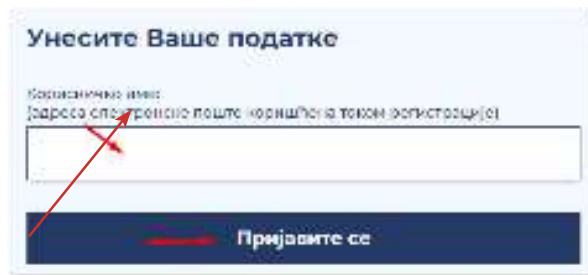 Унесите Ваше податке
Корисничко име:
(адреса електронске поште коришћена током регистрације)
Пријавите се